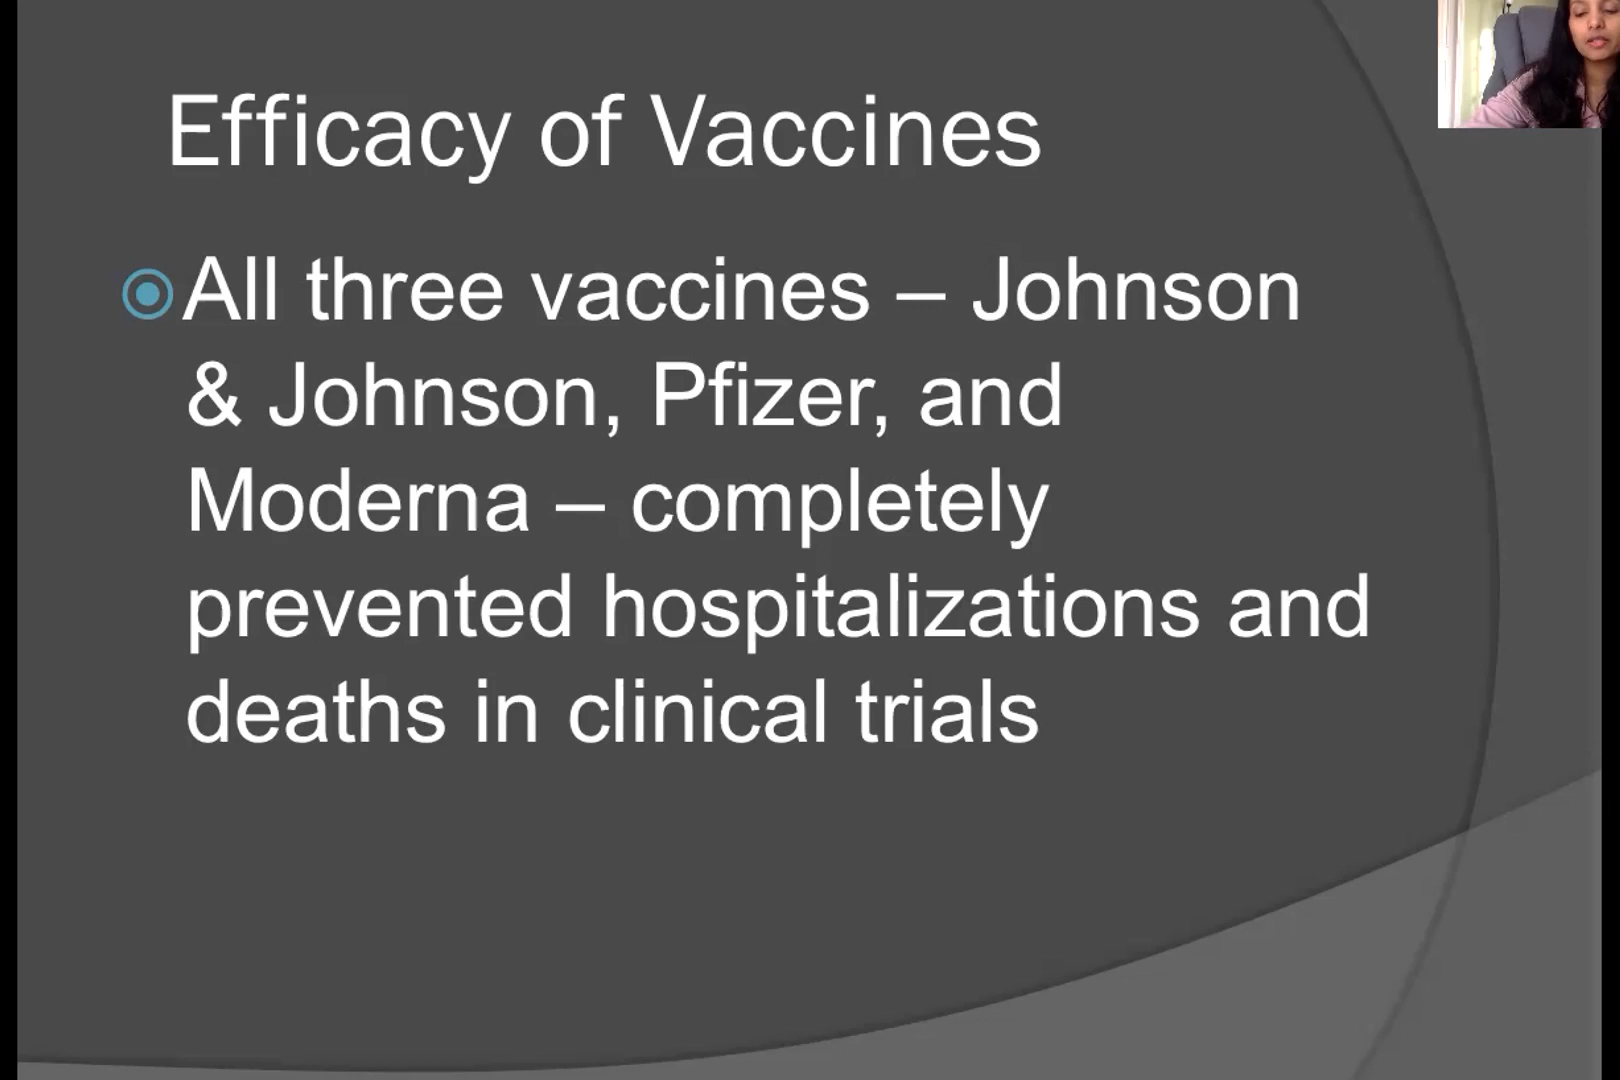 Efficacy of Vaccines
All three vaccines – Johnson
& Johnson, Pfizer, and
Moderna – completely
prevented hospitalizations and
deaths in clinical trials